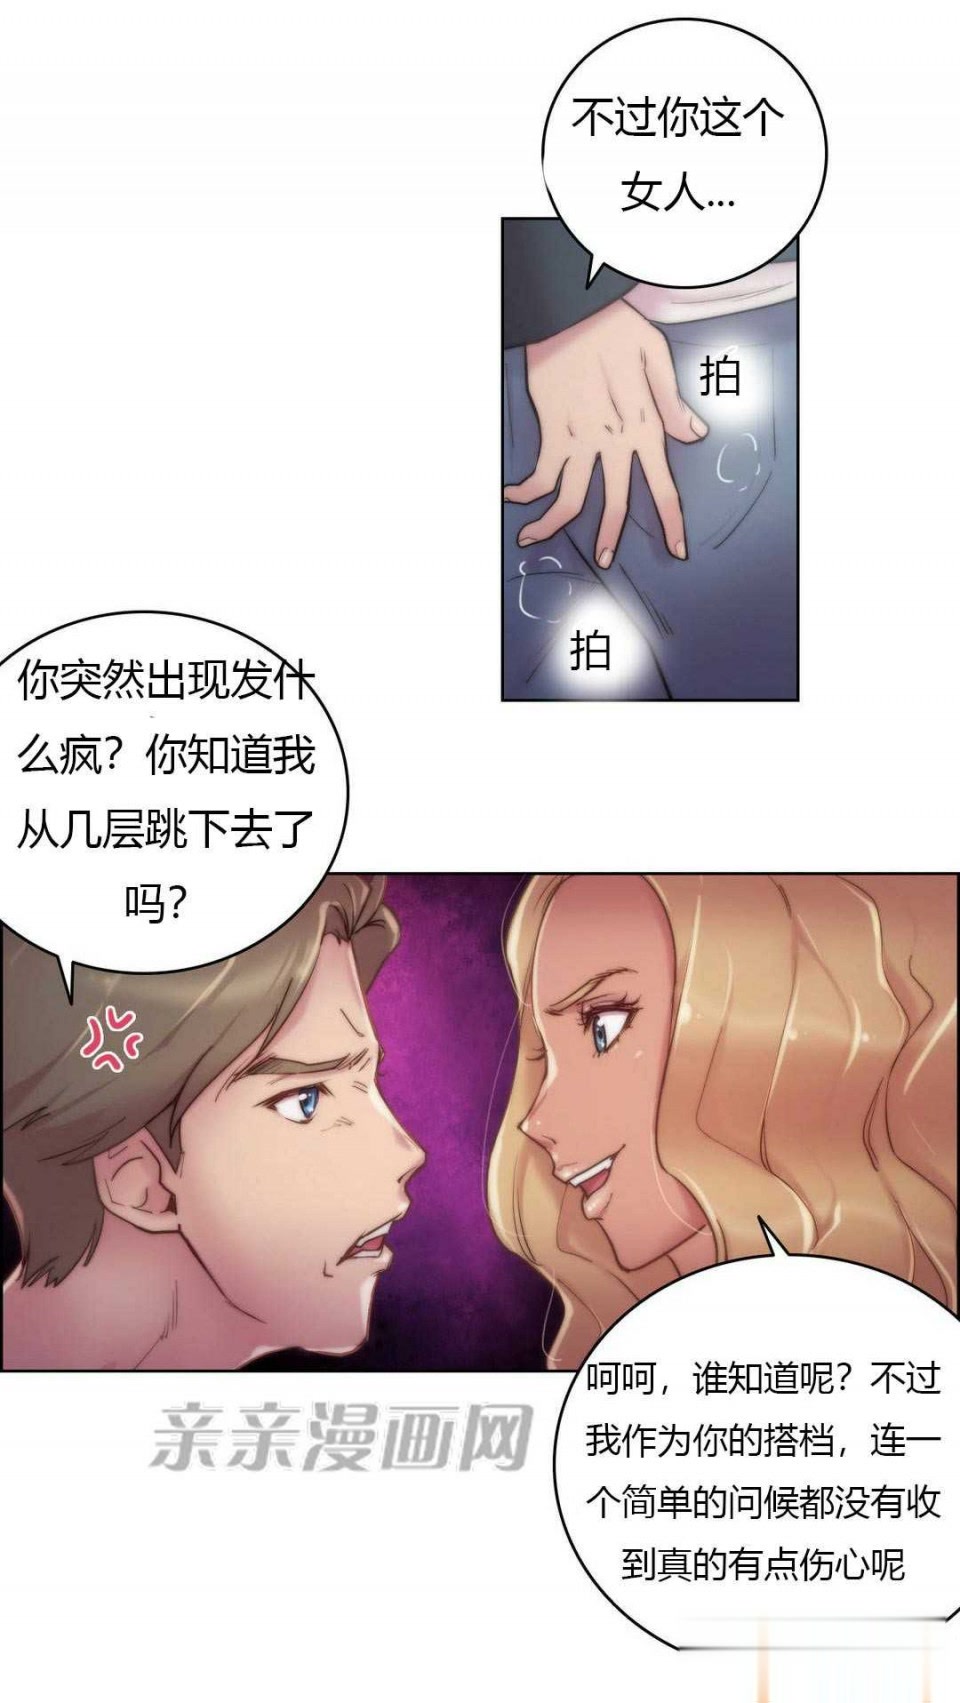 不过你这个
女人...
拍
拍
你突然出现发什
么疯？你知道我
从几层跳下去了
吗？
呵呵，谁知道呢？不过
我作为你的搭档，连一
个简单的问候都没有收
到真的有点伤心呢
亲亲漫画网